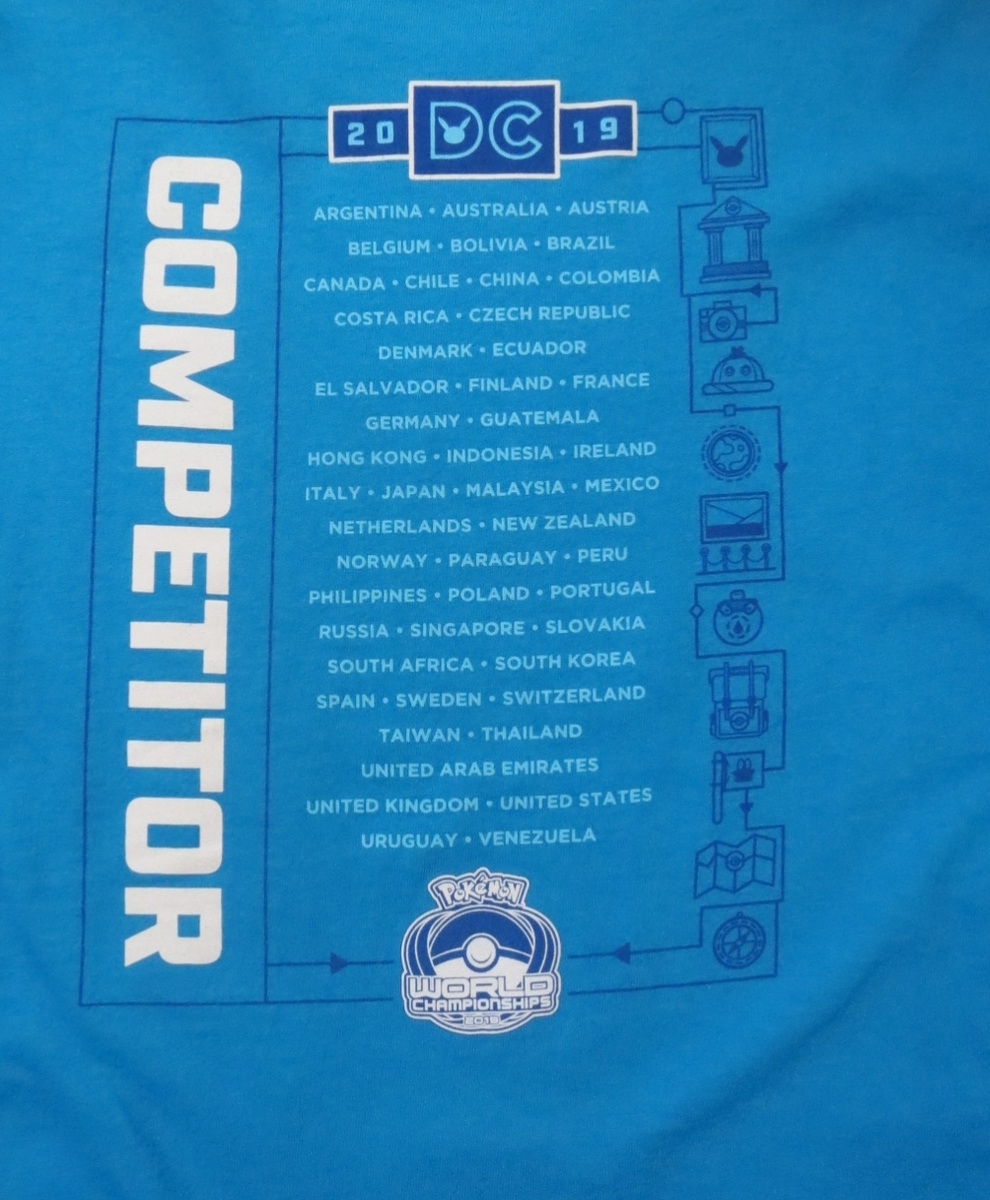 20 DC 19
COMPETITOR
ARGENTINA • AUSTRALIA • AUSTRIA
BELGIUM • BOLIVIA • BRAZIL
CANADA • CHILE • CHINA • COLOMBIA
COSTA RICA • CZECH REPUBLIC
DENMARK • ECUADOR
EL SALVADOR • FINLAND • FRANCE
GERMANY • GUATEMALA
HONG KONG • INDONESIA • IRELAND
ITALY • JAPAN • MALAYSIA • MEXICO
NETHERLANDS • NEW ZEALAND
NORWAY • PARAGUAY • PERU
PHILIPPINES • POLAND • PORTUGAL
RUSSIA • SINGAPORE • SLOVAKIA
SOUTH AFRICA • SOUTH KOREA
SPAIN • SWEDEN • SWITZERLAND
TAIWAN • THAILAND
UNITED ARAB EMIRATES
UNITED KINGDOM • UNITED STATES
URUGUAY • VENEZUELA
POKéMON
WORLD
CHAMPIONSHIPS
2019